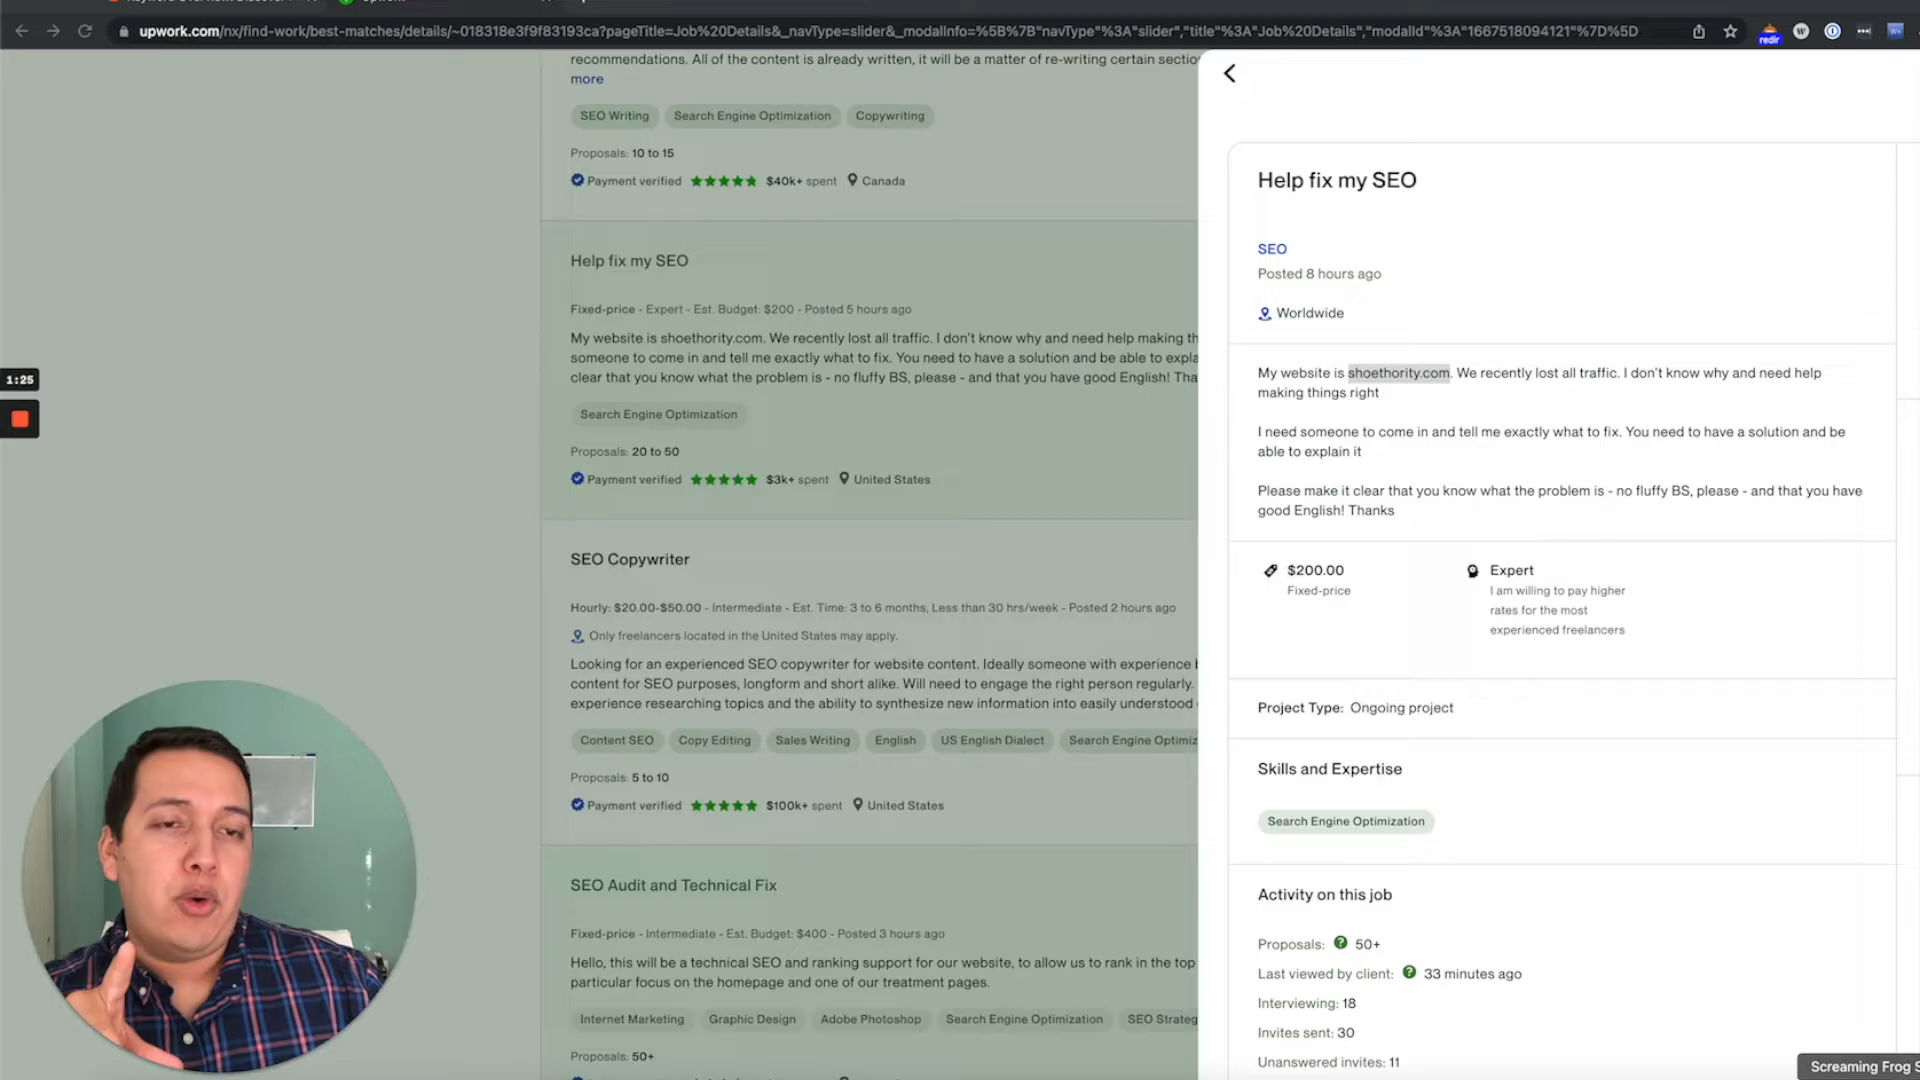 upwork.com/nx/find-work/best-matches/details/~018318e3f9f83193ca?pageTitle=Job%20Details&_navType=slider&_modalInfo=%5B%7B"navType"%3A"slider","title"%3A"Job%20Details","modalId"%3A"1667518094121"%7D%5D
redir
recommendations. All of the content is already written, it will be a matter of re-writing certain sectio
more
SEO Writing
Search Engine Optimization
Copywriting
Proposals: 10 to 15
Payment verified $40k+ spent Canada
Help fix my SEO
Fixed-price - Expert - Est. Budget: $200 - Posted 5 hours ago
My website is shoethority.com. We recently lost all traffic. I don't know why and need help making th
someone to come in and tell me exactly what to fix. You need to have a solution and be able to expla
clear that you know what the problem is - no fluffy BS, please - and that you have good English! Tha
Search Engine Optimization
Proposals: 20 to 50
Payment verified $3k+ spent United States
SEO Copywriter
Hourly: $20.00-$50.00 - Intermediate - Est. Time: 3 to 6 months, Less than 30 hrs/week - Posted 2 hours ago
Only freelancers located in the United States may apply.
Looking for an experienced SEO copywriter for website content. Ideally someone with experience b
content for SEO purposes, longform and short alike. Will need to engage the right person regularly.
experience researching topics and the ability to synthesize new information into easily understood
Content SEO
Copy Editing
Sales Writing
English
US English Dialect
Search Engine Optimiz
Proposals: 5 to 10
Payment verified $100k+ spent United States
SEO Audit and Technical Fix
Fixed-price - Intermediate - Est. Budget: $400 - Posted 3 hours ago
Hello, this will be a technical SEO and ranking support for our website, to allow us to rank in the top
particular focus on the homepage and one of our treatment pages.
Internet Marketing
Graphic Design
Adobe Photoshop
Search Engine Optimization
SEO Strateg
Proposals: 50+
1:25
Help fix my SEO
SEO
Posted 8 hours ago
Worldwide
My website is shoethority.com. We recently lost all traffic. I don't know why and need help
making things right
I need someone to come in and tell me exactly what to fix. You need to have a solution and be
able to explain it
Please make it clear that you know what the problem is - no fluffy BS, please - and that you have
good English! Thanks
$200.00
Fixed-price
Expert
I am willing to pay higher
rates for the most
experienced freelancers
Project Type: Ongoing project
Skills and Expertise
Search Engine Optimization
Activity on this job
Proposals: ? 50+
Last viewed by client: ? 33 minutes ago
Interviewing: 18
Invites sent: 30
Unanswered invites: 11
Screaming Frog S